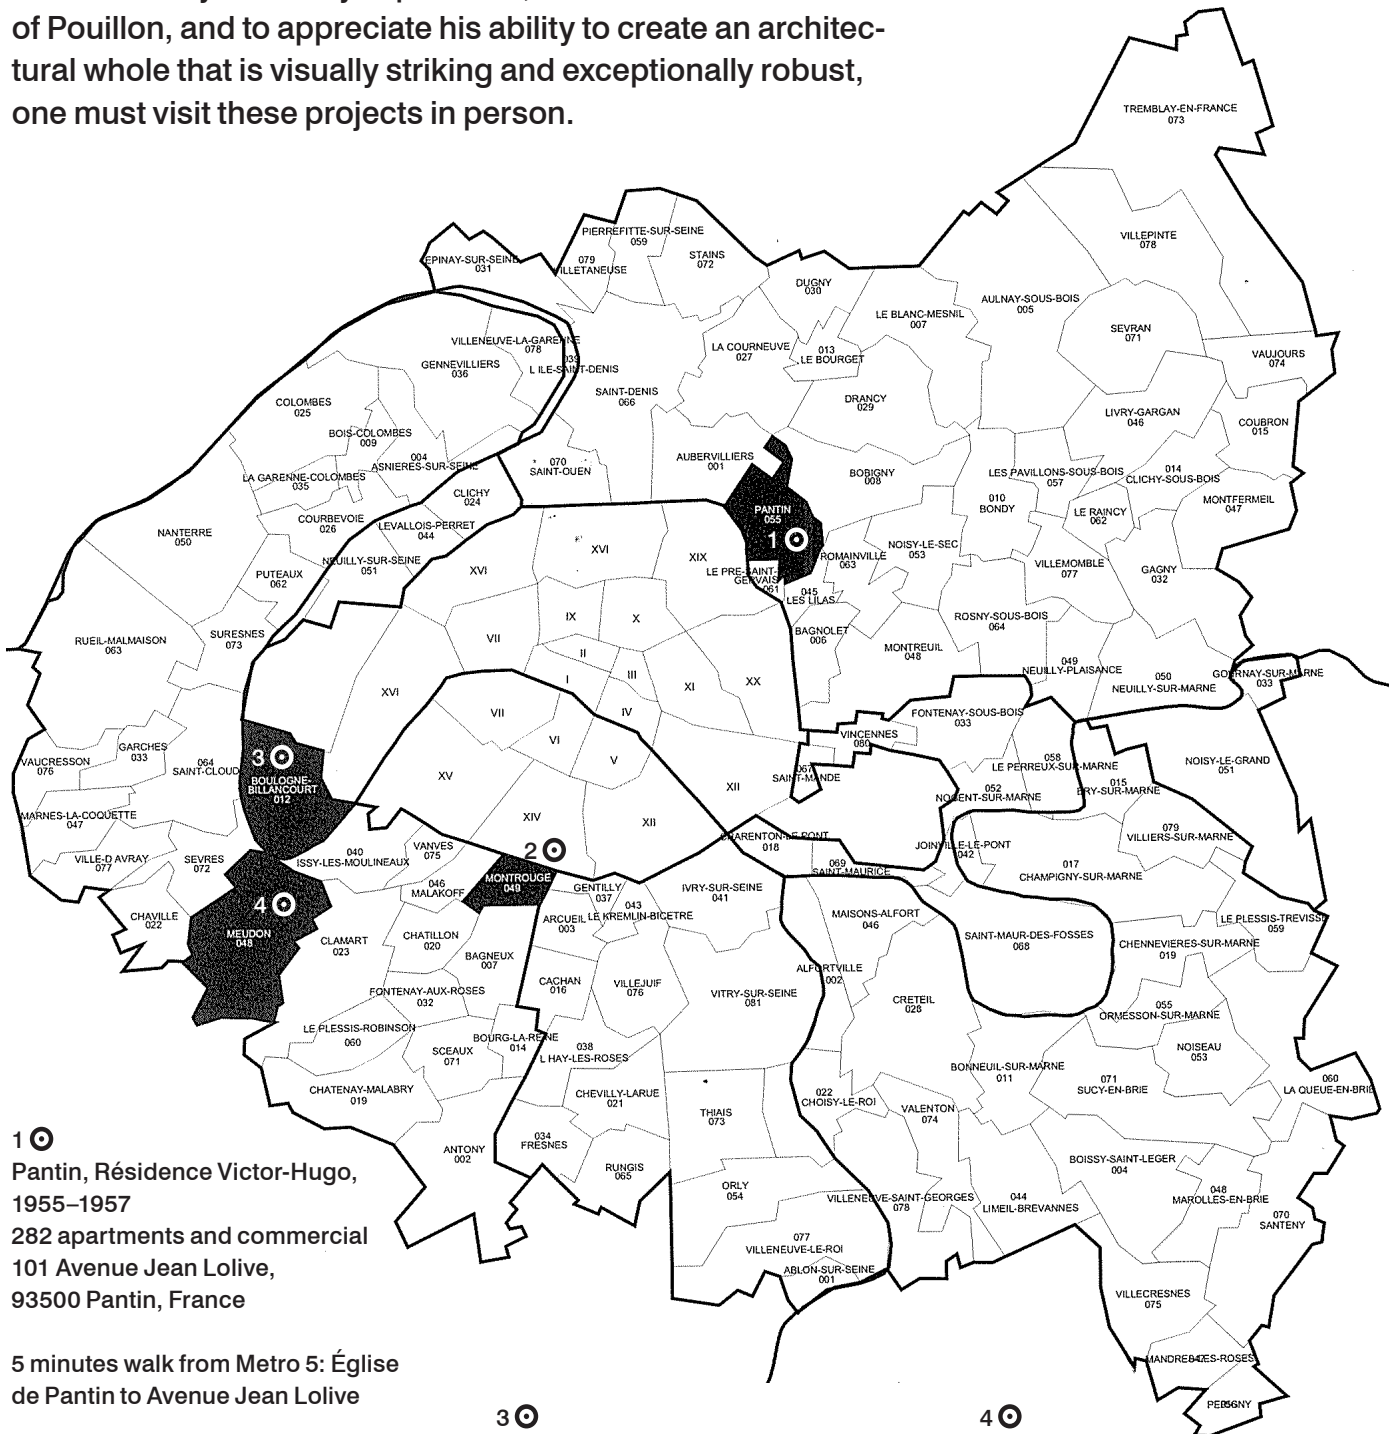 of Pouillon, and to appreciate his ability to create an architec-
tural whole that is visually striking and exceptionally robust,
one must visit these projects in person.
TREMBLAY-EN-FRANCE
073
VILLEPINTE
078
PIERREFITTE-SUR-SEINE
059
STAINS
072
EPINAY-SUR-SEINE
031
079
VILLETANEUSE
DUGNY
030
AULNAY-SOUS-BOIS
005
LE BLANC-MESNIL
007
SEVRAN
071
VAUJOURS
074
VILLENEUVE-LA-GARENNE
078
GENNEVILLIERS
036
039
L ILE-SAINT-DENIS
LA COURNEUVE
027
013
LE BOURGET
SAINT-DENIS
066
DRANCY
029
COLOMBES
025
LIVRY-GARGAN
046
COUBRON
015
BOIS-COLOMBES
009
004
ASNIERES-SUR-SEINE
AUBERVILLIERS
001
070
SAINT-OUEN
BOBIGNY
008
LES PAVILLONS-SOUS-BOIS
057
014
CLICHY-SOUS-BOIS
LA GARENNE-COLOMBES
035
CLICHY
024
010
BONDY
MONTFERMEIL
047
LE RAINCY
062
PANTIN
055
1
COURBEVOIE
026
LEVALLOIS-PERRET
044
NANTERRE
050
NEUILLY-SUR-SEINE
051
XVI
XVI
XIX
ROMAINVILLE
063
NOISY-LE-SEC
053
VILLEMOMBLE
077
GAGNY
032
PUTEAUX
062
LE PRE-SAINT-
GERVAIS
061
045
LES LILAS
RUEIL-MALMAISON
063
SURESNES
073
VII
IX
X
BAGNOLET
006
MONTREUIL
048
ROSNY-SOUS-BOIS
064
049
NEUILLY-PLAISANCE
050
NEUILLY-SUR-MARNE
GOURNAY-SUR-MARNE
033
II
III
I
XVI
XI
XX
VII
IV
VI
V
FONTENAY-SOUS-BOIS
033
VINCENNES
080
GARCHES
033
VAUCRESSON
076
064
SAINT-CLOUD
3
BOULOGNE-
BILLANCOURT
012
XV
XII
067
SAINT-MANDE
058
LE PERREUX-SUR-MARNE
052
NOGENT-SUR-MARNE
015
BRY-SUR-MARNE
NOISY-LE-GRAND
051
MARNES-LA-COQUETTE
047
XIV
XII
CHARENTON-LE-PONT
018
JOINVILLE-LE-PONT
042
079
VILLIERS-SUR-MARNE
VILLE-D AVRAY
077
SEVRES
072
040
ISSY-LES-MOULINEAUX
VANVES
075
2
069
SAINT-MAURICE
017
CHAMPIGNY-SUR-MARNE
046
MALAKOFF
MONTROUGE
049
GENTILLY
037
043
LE KREMLIN-BICETRE
IVRY-SUR-SEINE
041
4
MEUDON
048
CHAVILLE
022
CLAMART
023
CHATILLON
020
ARCUEIL
003
MAISONS-ALFORT
046
SAINT-MAUR-DES-FOSSES
068
LE PLESSIS-TREVISE
059
CHENNEVIERES-SUR-MARNE
019
BAGNEUX
007
CACHAN
016
VILLEJUIF
076
VITRY-SUR-SEINE
081
ALFORTVILLE
002
CRETEIL
028
FONTENAY-AUX-ROSES
032
055
ORMESSON-SUR-MARNE
LE PLESSIS-ROBINSON
060
SCEAUX
071
BOURG-LA-REINE
014
038
L HAY-LES-ROSES
NOISEAU
053
BONNEUIL-SUR-MARNE
011
071
SUCY-EN-BRIE
060
LA QUEUE-EN-BRIE
CHATENAY-MALABRY
019
CHEVILLY-LARUE
021
THIAIS
073
022
CHOISY-LE-ROI
VALENTON
074
ANTONY
002
034
FRESNES
RUNGIS
065
BOISSY-SAINT-LEGER
004
ORLY
054
VILLENEUVE-SAINT-GEORGES
078
044
LIMEIL-BREVANNES
048
MAROLLES-EN-BRIE
070
SANTENY
077
VILLENEUVE-LE-ROI
ABLON-SUR-SEINE
001
VILLECRESNES
075
PERIGNY
1
Pantin, Résidence Victor-Hugo,
1955–1957
282 apartments and commercial
101 Avenue Jean Lolive,
93500 Pantin, France
5 minutes walk from Metro 5: Église
de Pantin to Avenue Jean Lolive
3
4